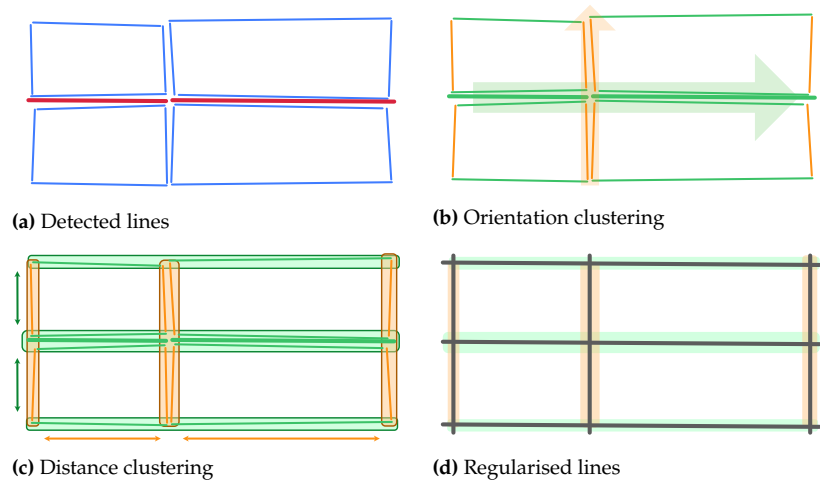 (a) Detected lines
(b) Orientation clustering
(c) Distance clustering
(d) Regularised lines